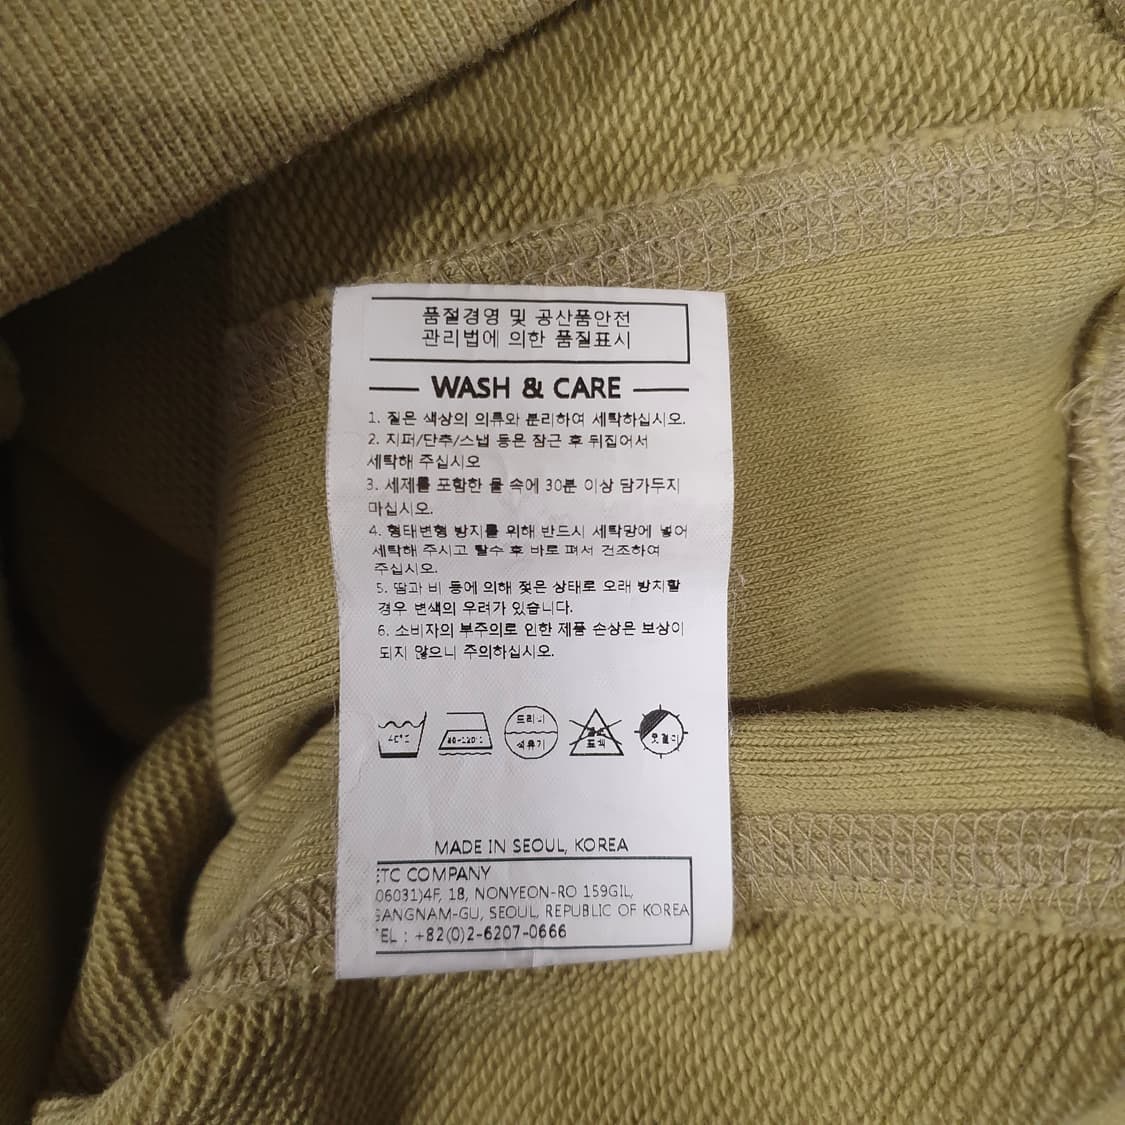 품질경영 및 공산품안전
관리법에 의한 품질표시
WASH & CARE
1. 짙은 색상의 의류와 분리하여 세탁하십시오.
2. 지퍼/단추/스냅 등은 잠근 후 뒤집어서
세탁해 주십시오
3. 세제를 포함한 물 속에 30분 이상 담가두지
마십시오.
4. 형태변형 방지를 위해 반드시 세탁망에 넣어
세탁해 주시고 탈수 후 바로 펴서 건조하여
주십시오.
5. 땀과 비 등에 의해 젖은 상태로 오래 방치할
경우 변색의 우려가 있습니다.
6. 소비자의 부주의로 인한 제품 손상은 보상이
되지 않으니 주의하십시오.
40℃
80-120℃
드라이
석유계
표백
옷걸이
MADE IN SEOUL, KOREA
ETC COMPANY
06031)4F, 18, NONYEON-RO 159GIL,
GANGNAM-GU, SEOUL, REPUBLIC OF KOREA
TEL : +82(0)2-6207-0666